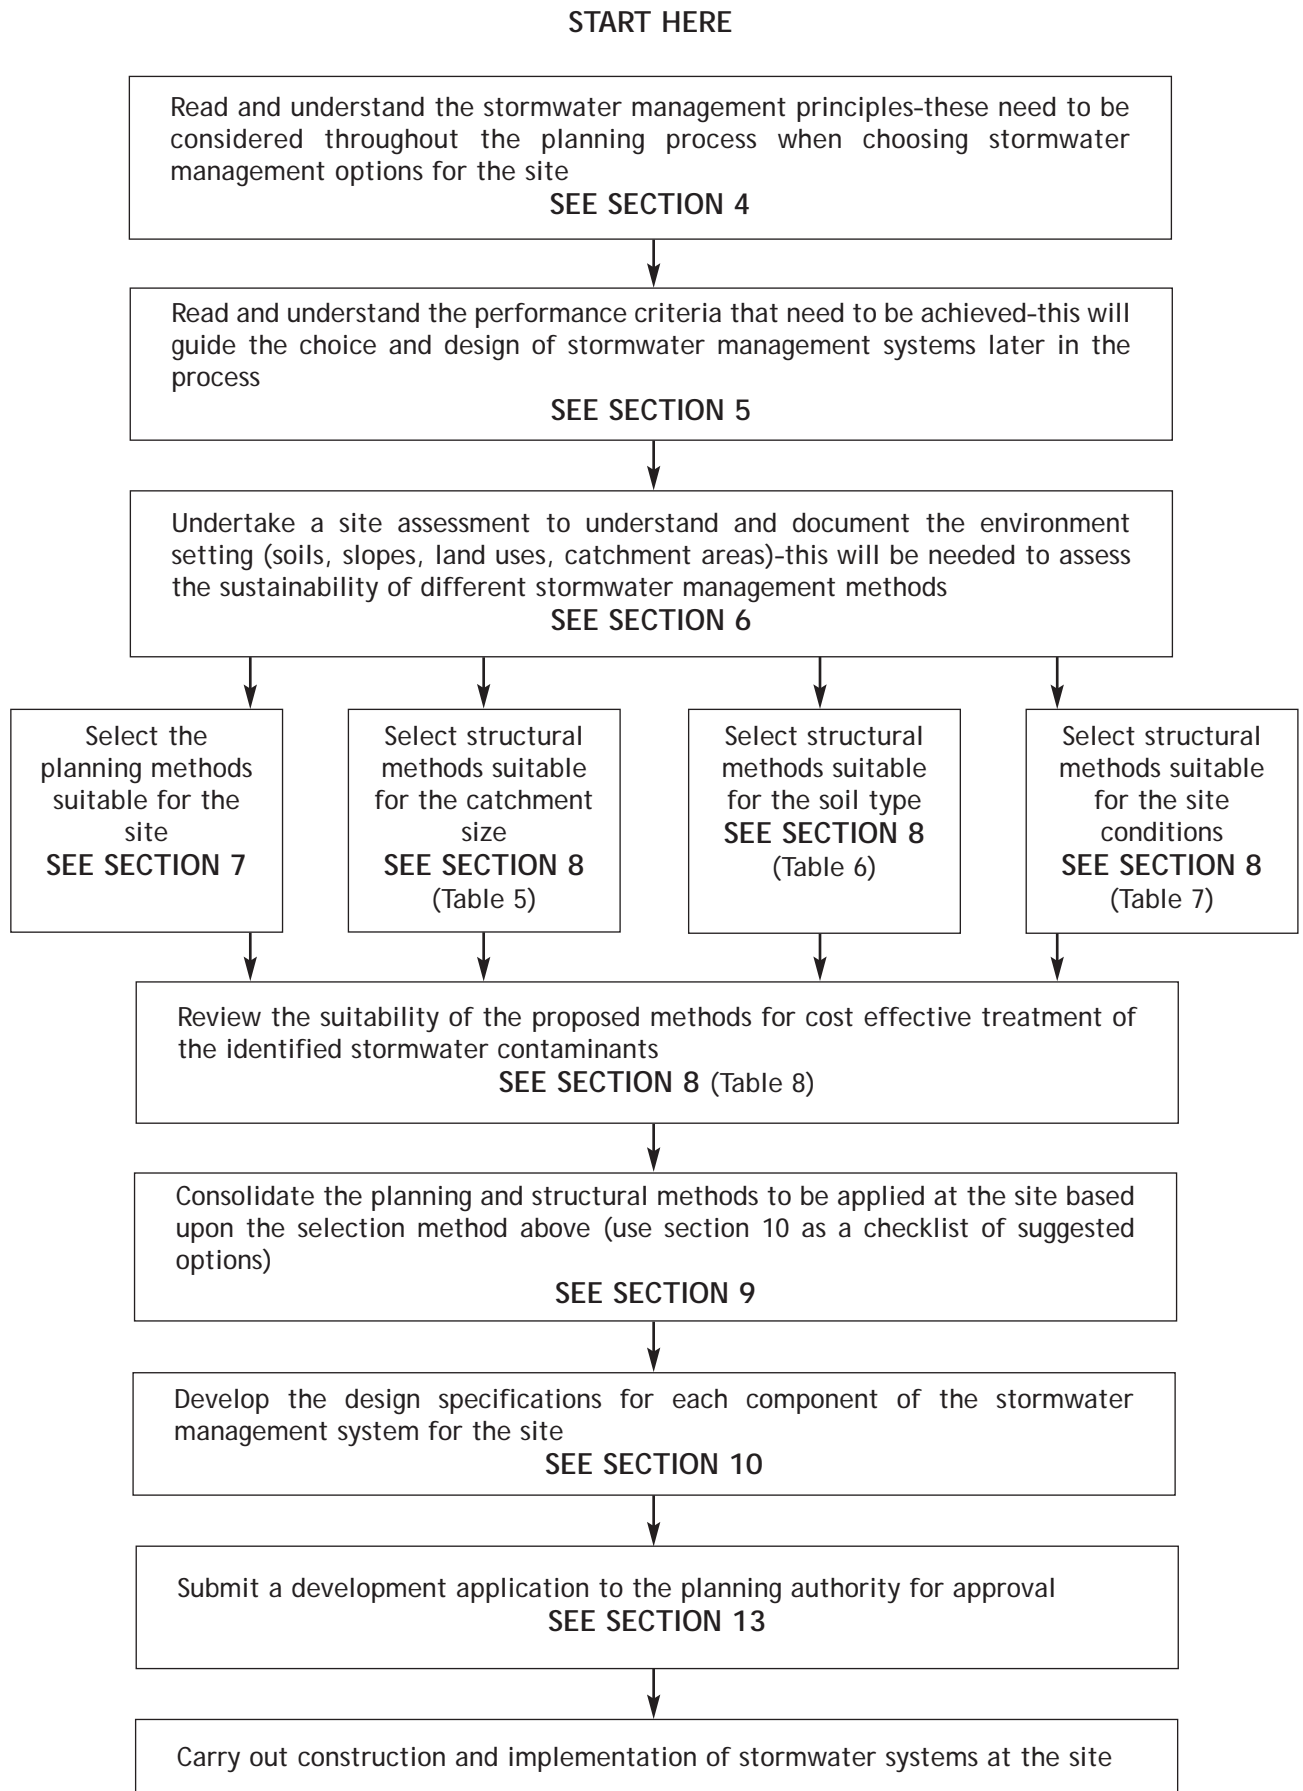 START HERE
Read and understand the stormwater management principles-these need to be
considered throughout the planning process when choosing stormwater
management options for the site
SEE SECTION 4
Read and understand the performance criteria that need to be achieved-this will
guide the choice and design of stormwater management systems later in the
process
SEE SECTION 5
Undertake a site assessment to understand and document the environment
setting (soils, slopes, land uses, catchment areas)-this will be needed to assess
the sustainability of different stormwater management methods
SEE SECTION 6
Select the
planning methods
suitable for the
site
SEE SECTION 7
Select structural
methods suitable
for the catchment
size
SEE SECTION 8
(Table 5)
Select structural
methods suitable
for the soil type
SEE SECTION 8
(Table 6)
Select structural
methods suitable
for the site
conditions
SEE SECTION 8
(Table 7)
Review the suitability of the proposed methods for cost effective treatment of
the identified stormwater contaminants
SEE SECTION 8 (Table 8)
Consolidate the planning and structural methods to be applied at the site based
upon the selection method above (use section 10 as a checklist of suggested
options)
SEE SECTION 9
Develop the design specifications for each component of the stormwater
management system for the site
SEE SECTION 10
Submit a development application to the planning authority for approval
SEE SECTION 13
Carry out construction and implementation of stormwater systems at the site